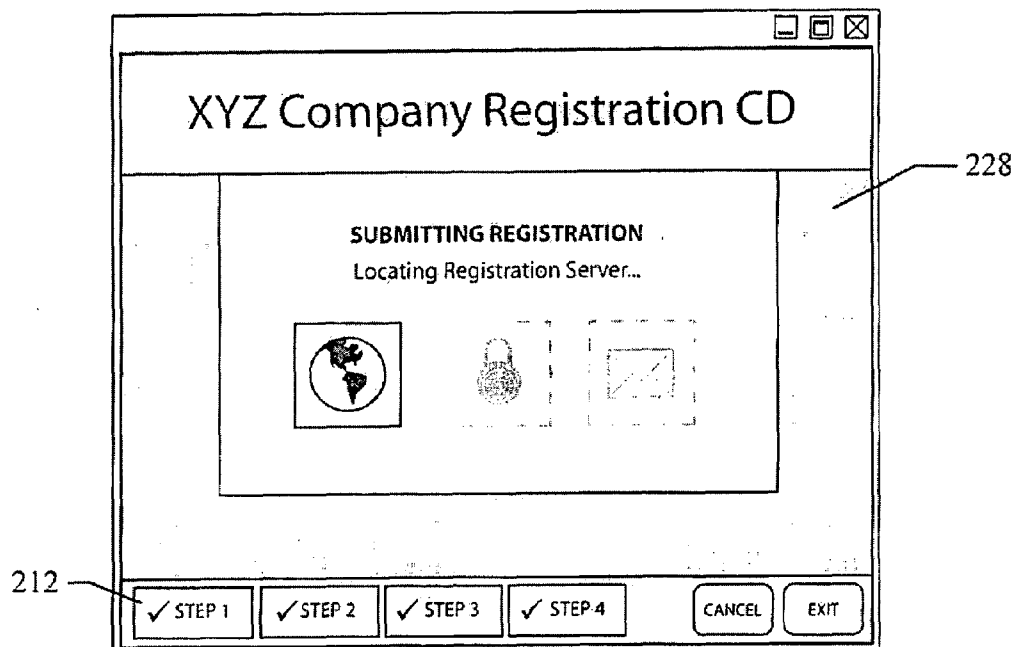 XYZ Company Registration CD
228
SUBMITTING REGISTRATION
Locating Registration Server...
212
✓ STEP 1 ✓ STEP 2 ✓ STEP 3 ✓ STEP 4 CANCEL EXIT